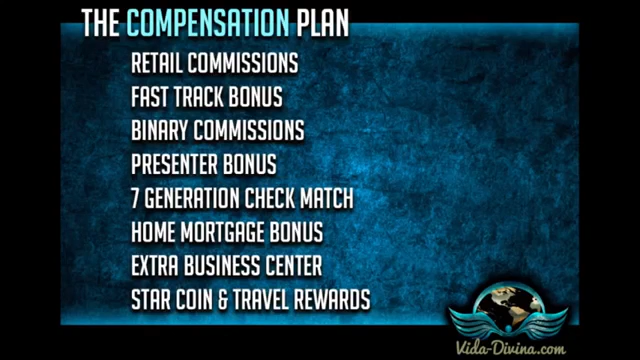 THE COMPENSATION PLAN
RETAIL COMMISSIONS
FAST TRACK BONUS
BINARY COMMISSIONS
PRESENTER BONUS
7 GENERATION CHECK MATCH
HOME MORTGAGE BONUS
EXTRA BUSINESS CENTER
STAR COIN & TRAVEL REWARDS
Vida-Divina.com